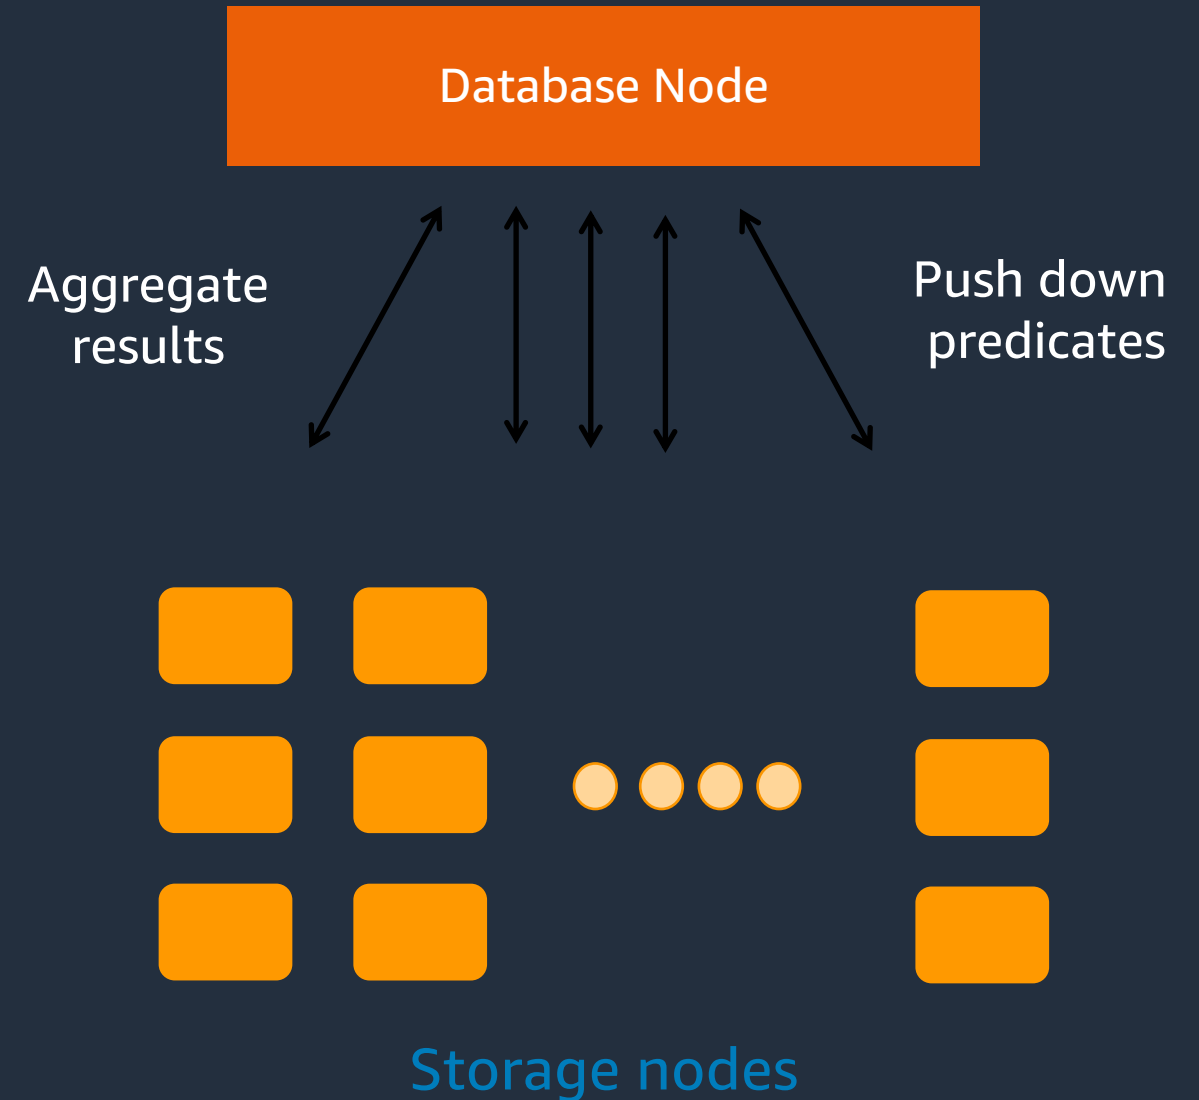 Database Node
Aggregate
results
Push down
predicates
Storage nodes